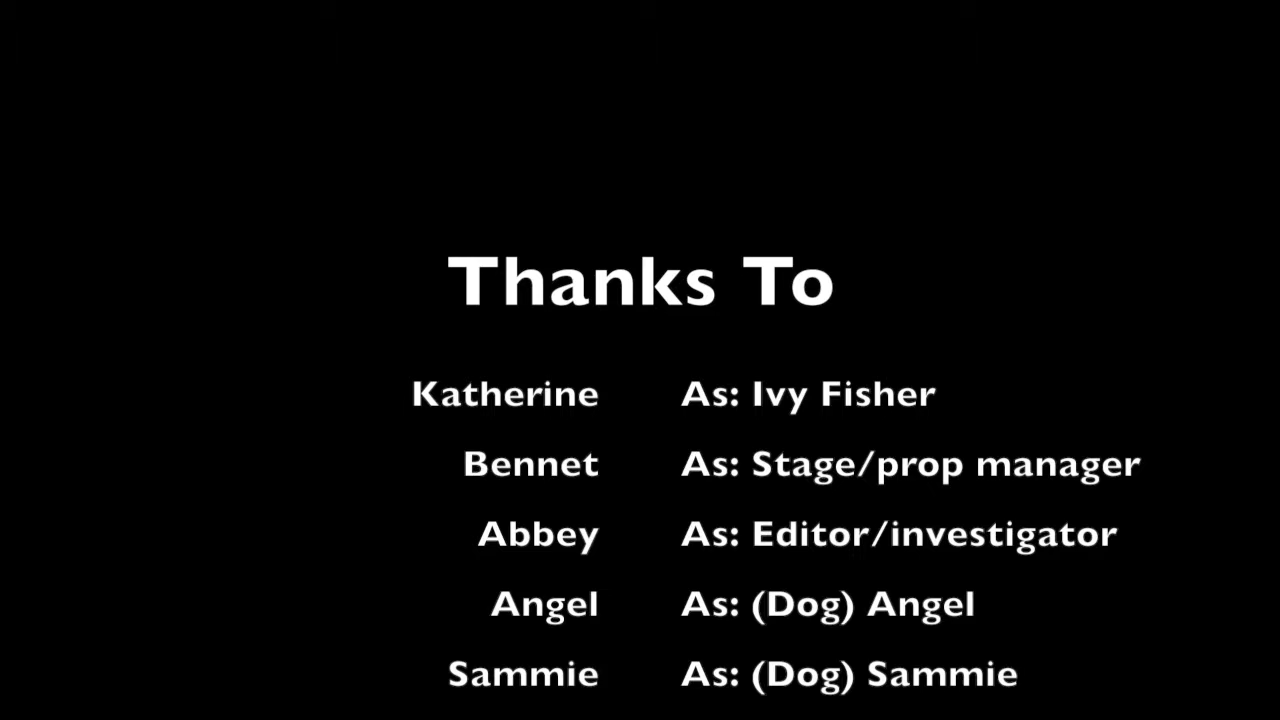 Thanks To
Katherine As: Ivy Fisher
Bennet As: Stage/prop manager
Abbey As: Editor/investigator
Angel As: (Dog) Angel
Sammie As: (Dog) Sammie